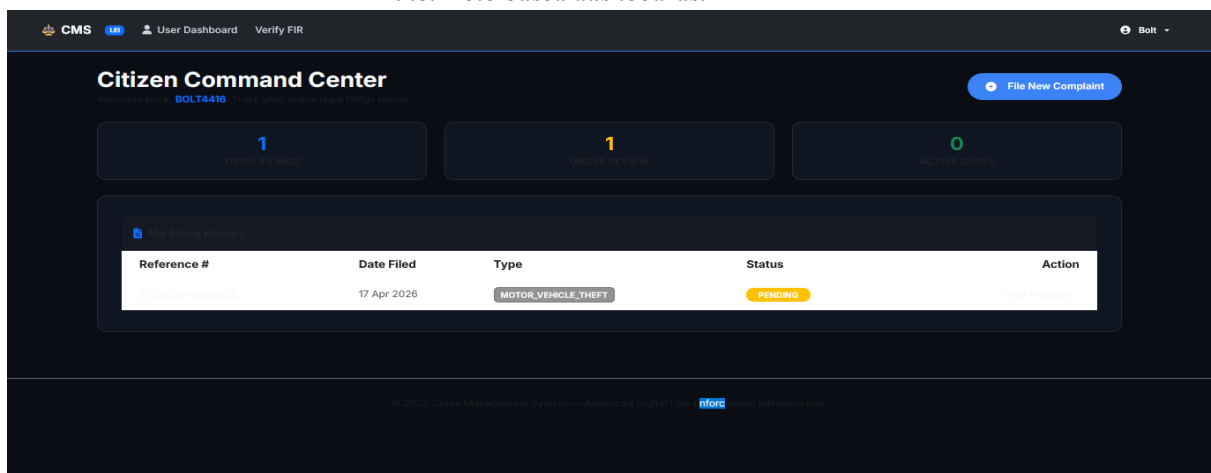 CMS LEI User Dashboard Verify FIR Bolt
Citizen Command Center
File New Complaint
Welcome back, BOLT4416. Track your active legal filings below.
1 1 0
TOTAL FILINGS UNDER REVIEW ACTIVE CASES
My Filing History
Reference # Date Filed Type Status Action
C-2026-000003 17 Apr 2026 MOTOR_VEHICLE_THEFT PENDING
© 2026 Crime Management System — Advanced Digital Law Enforcement Infrastructure.